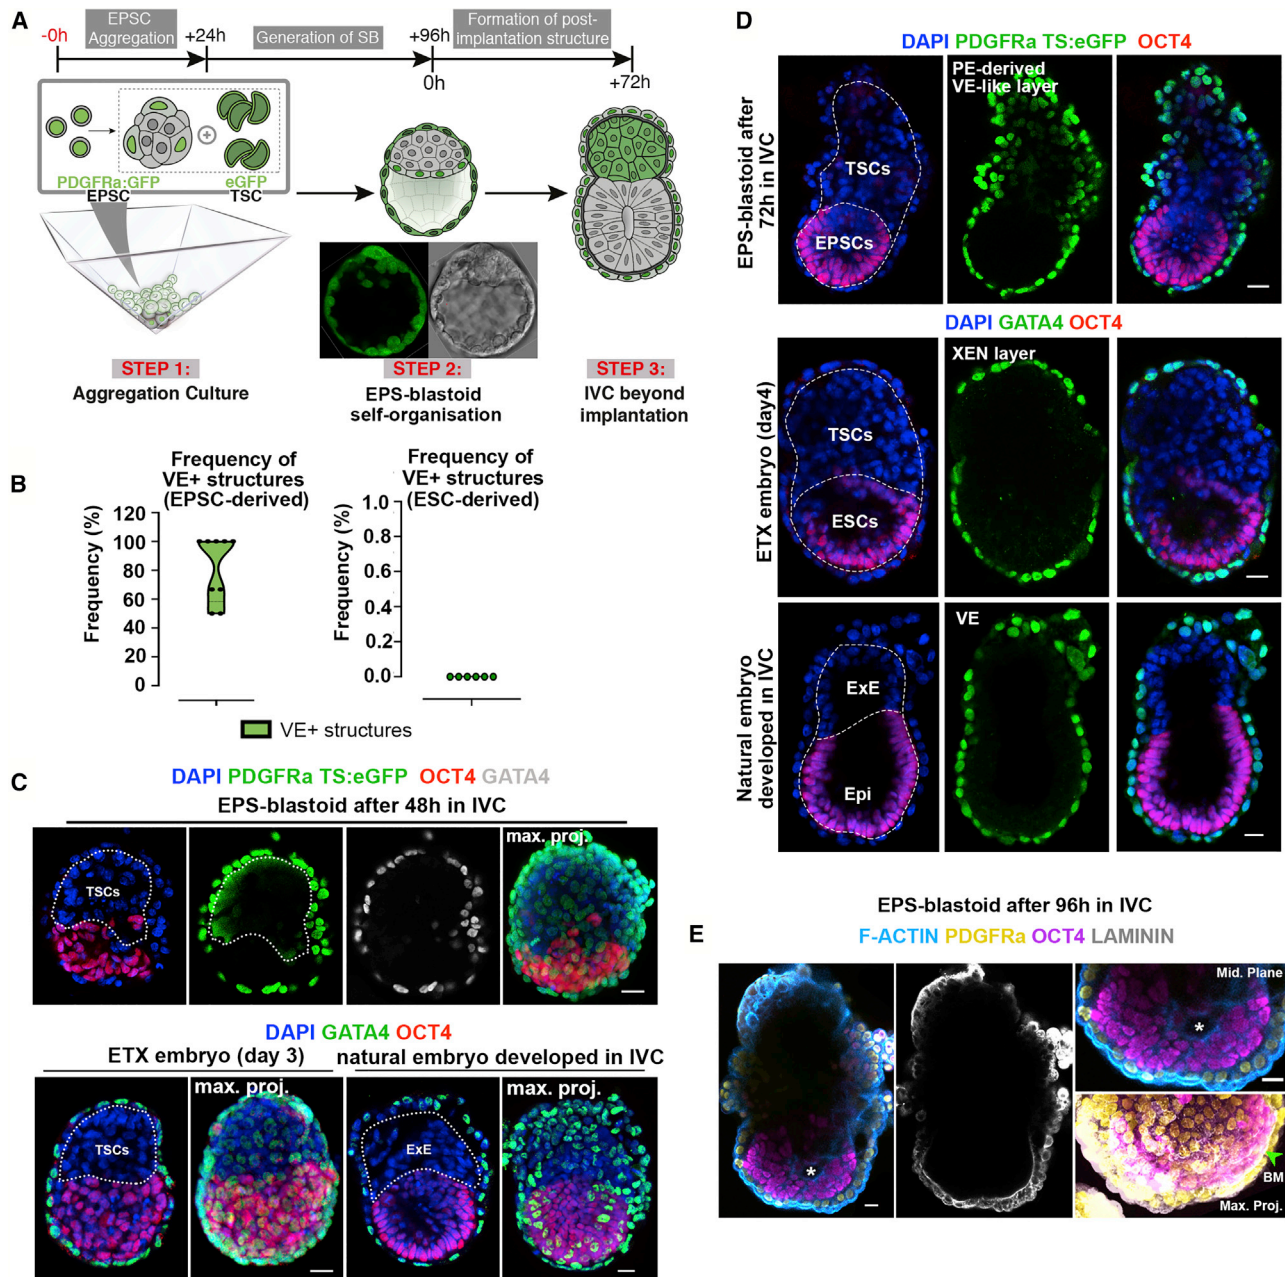 A
EPSC
Aggregation
Generation of SB
Formation of post-
implantation structure
-0h
+24h
+96h
0h
+72h
PDGFRa:GFP
EPSC
eGFP
TSC
STEP 1:
Aggregation Culture
STEP 2:
EPS-blastoid
self-organisation
STEP 3:
IVC beyond
implantation
B
Frequency of
VE+ structures
(EPSC-derived)
Frequency (%)
120
100
80
60
40
20
0
Frequency of
VE+ structures
(ESC-derived)
Frequency (%)
1.0
0.8
0.6
0.4
0.2
0.0
VE+ structures
C
DAPI PDGFRa TS:eGFP OCT4 GATA4
EPS-blastoid after 48h in IVC
TSCs
max. proj.
DAPI GATA4 OCT4
ETX embryo (day 3)
natural embryo developed in IVC
TSCs
max. proj.
ExE
max. proj.
D
DAPI PDGFRa TS:eGFP OCT4
EPS-blastoid after
72h in IVC
TSCs
EPSCs
PE-derived
VE-like layer
DAPI GATA4 OCT4
ETX embryo (day4)
TSCs
ESCs
XEN layer
Natural embryo
developed in IVC
ExE
Epi
VE
E
EPS-blastoid after 96h in IVC
F-ACTIN PDGFRa OCT4 LAMININ
*
Mid. Plane
*
BM
Max. Proj.